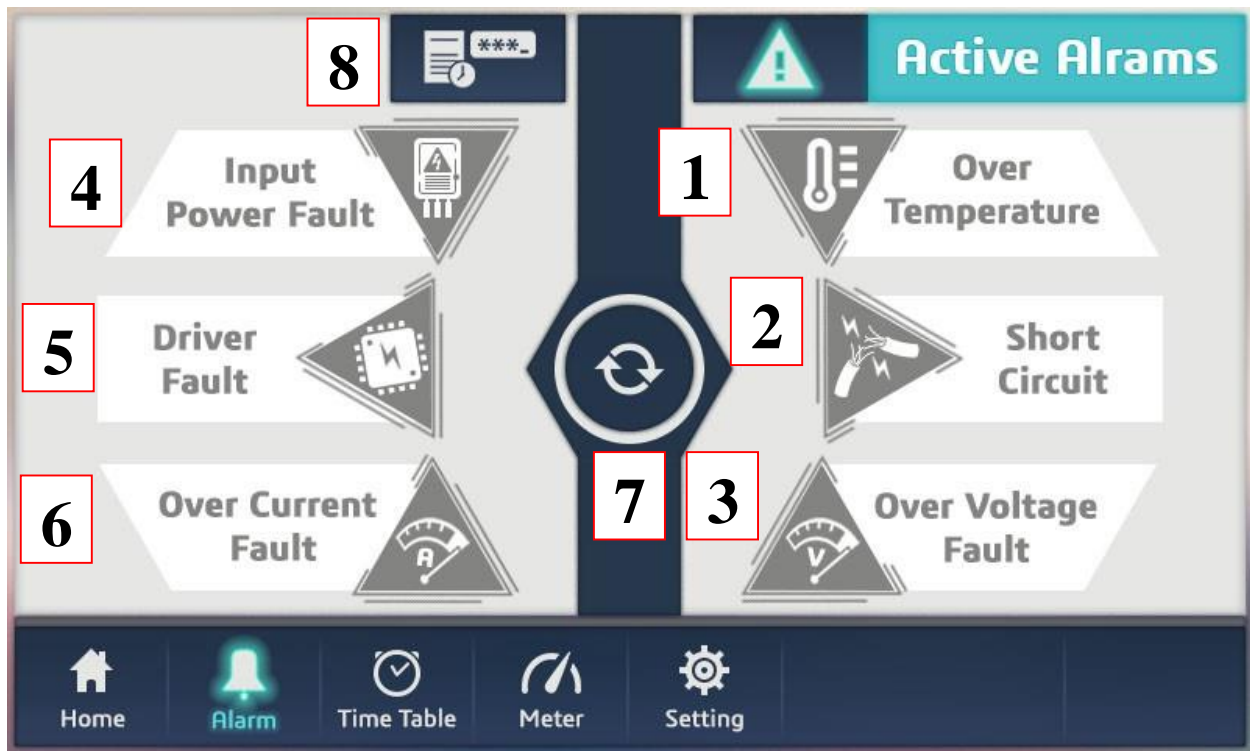 8
***_
Active Alrams
4
Input
Power Fault
1
Over
Temperature
5
Driver
Fault
2
Short
Circuit
6
Over Current
Fault
A
7
3
V
Over Voltage
Fault
Home
Alarm
Time Table
Meter
Setting